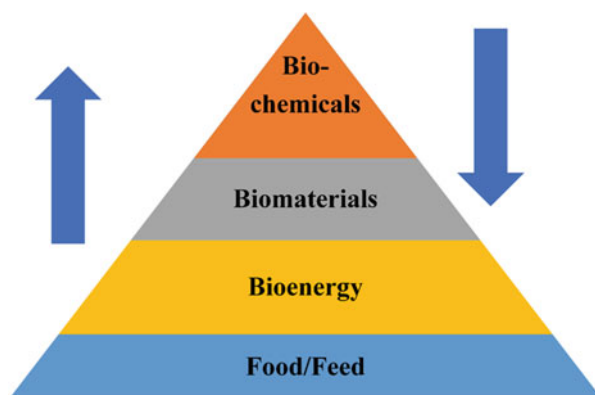 Bio-
chemicals
Biomaterials
Bioenergy
Food/Feed